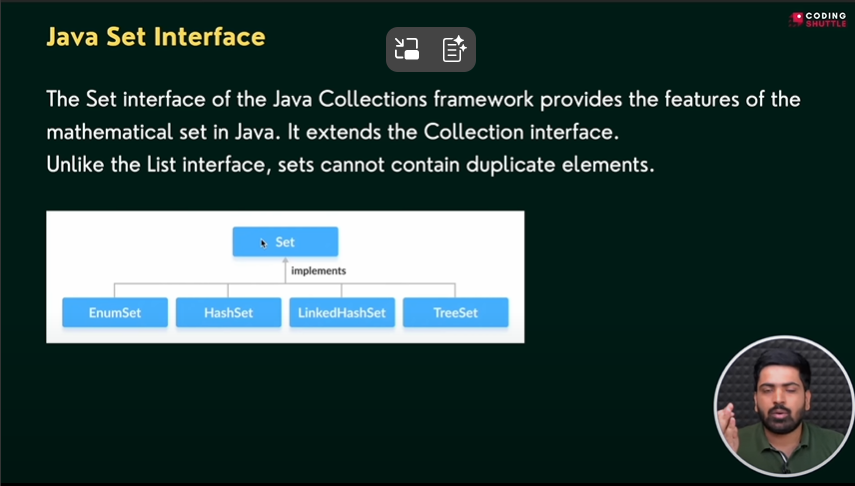 CODING
SHUTTLE
Java Set Interface
The Set interface of the Java Collections framework provides the features of the
mathematical set in Java. It extends the Collection interface.
Unlike the List interface, sets cannot contain duplicate elements.
Set
implements
EnumSet
HashSet
LinkedHashSet
TreeSet